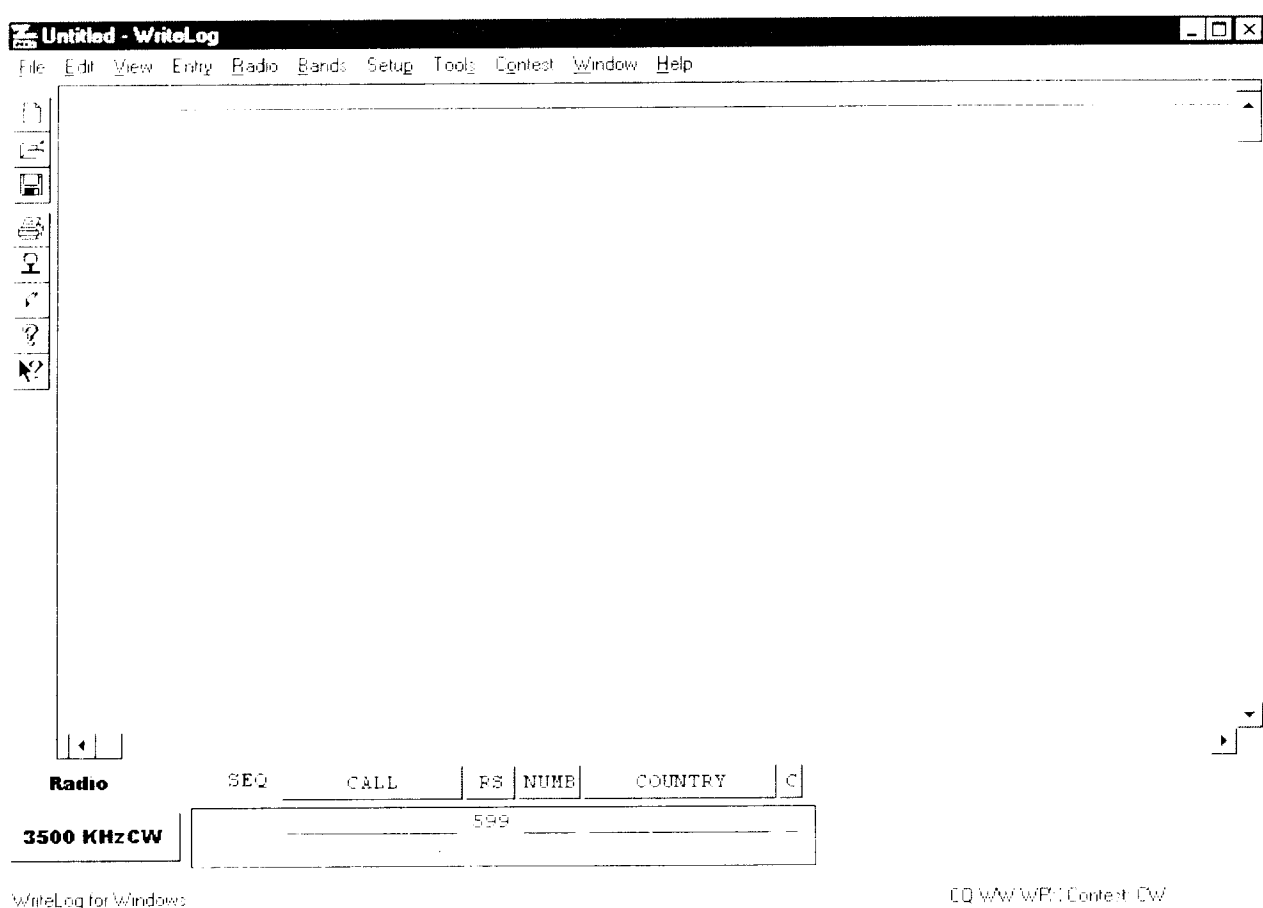 Untitled - WriteLog
File Edit View Entry Radio Bands Setup Tools Contest Window Help
Radio SEQ CALL RS NUMB COUNTRY C
3500 KHz CW 599
WriteLog for Windows CQ WW WPX Contest CW